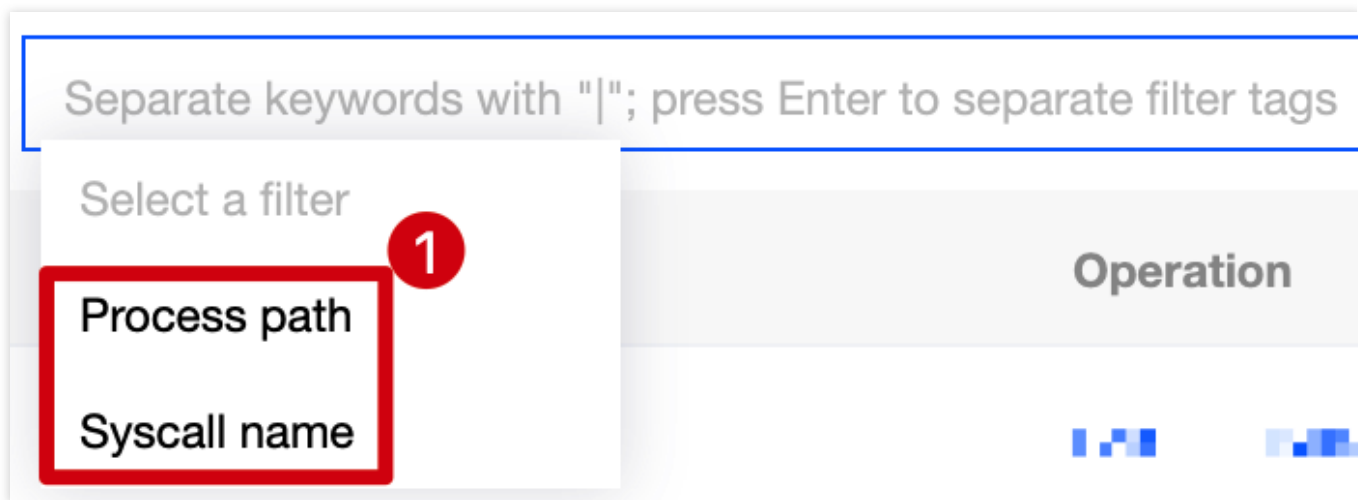 Separate keywords with "|"; press Enter to separate filter tags
Select a filter
1
Operation
Process path
Syscall name